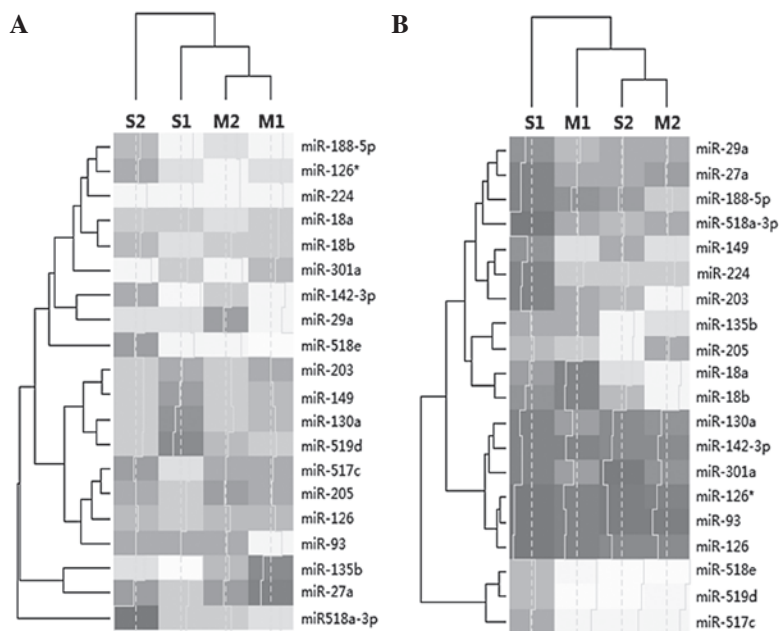 A
S2 S1 M2 M1
miR-188-5p
miR-126*
miR-224
miR-18a
miR-18b
miR-301a
miR-142-3p
miR-29a
miR-518e
miR-203
miR-149
miR-130a
miR-519d
miR-517c
miR-205
miR-126
miR-93
miR-135b
miR-27a
miR518a-3p
B
S1 M1 S2 M2
miR-29a
miR-27a
miR-188-5p
miR-518a-3p
miR-149
miR-224
miR-203
miR-135b
miR-205
miR-18a
miR-18b
miR-130a
miR-142-3p
miR-301a
miR-126*
miR-93
miR-126
miR-518e
miR-519d
miR-517c